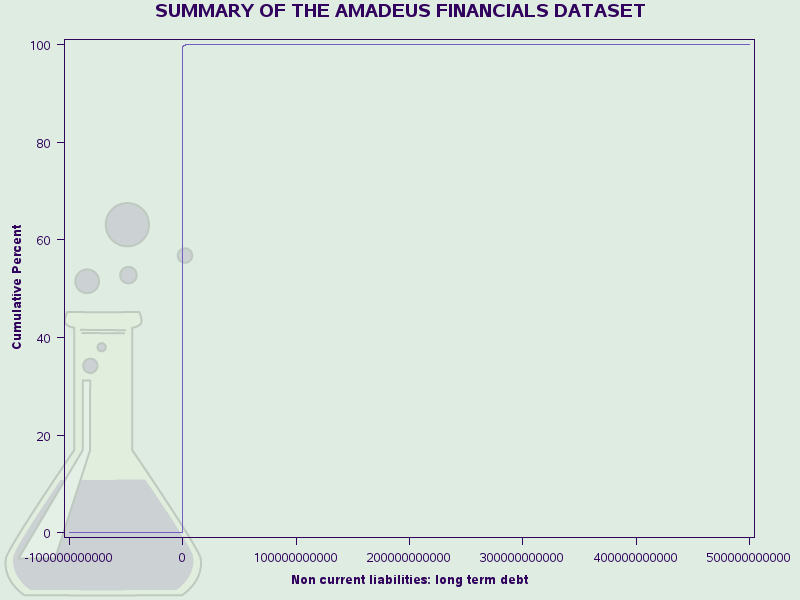 SUMMARY OF THE AMADEUS FINANCIALS DATASET
100
80
60
40
20
0
Cumulative Percent
-100000000000 0 100000000000 200000000000 300000000000 400000000000 500000000000
Non current liabilities: long term debt